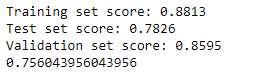 Training set score: 0.8813
Test set score: 0.7826
Validation set score: 0.8595
0.756043956043956